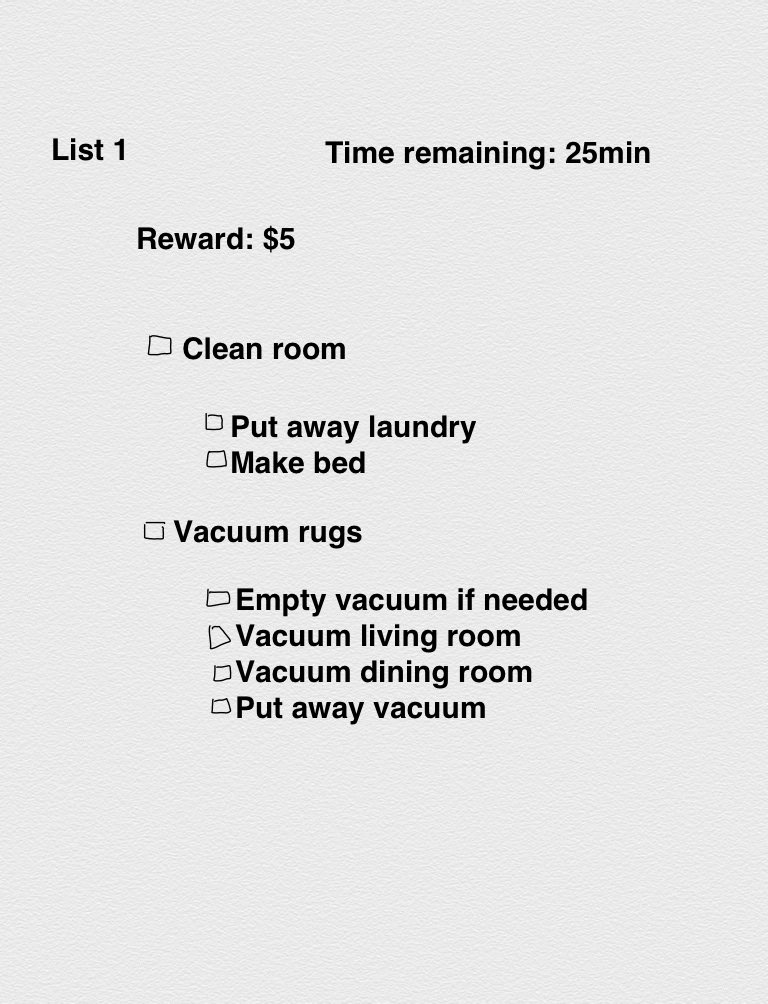 List 1
Time remaining: 25min
Reward: $5
Clean room
Put away laundry
Make bed
Vacuum rugs
Empty vacuum if needed
Vacuum living room
Vacuum dining room
Put away vacuum